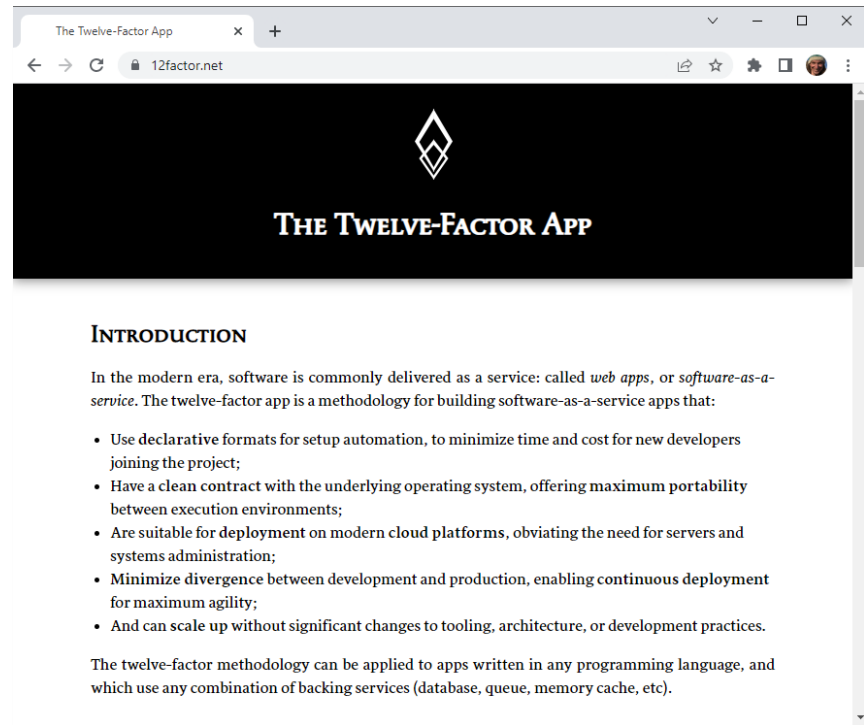 The Twelve-Factor App
12factor.net
The Twelve-Factor App
Introduction
In the modern era, software is commonly delivered as a service: called web apps, or software-as-a-
service. The twelve-factor app is a methodology for building software-as-a-service apps that:
• Use declarative formats for setup automation, to minimize time and cost for new developers
joining the project;
• Have a clean contract with the underlying operating system, offering maximum portability
between execution environments;
• Are suitable for deployment on modern cloud platforms, obviating the need for servers and
systems administration;
• Minimize divergence between development and production, enabling continuous deployment
for maximum agility;
• And can scale up without significant changes to tooling, architecture, or development practices.
The twelve-factor methodology can be applied to apps written in any programming language, and
which use any combination of backing services (database, queue, memory cache, etc).